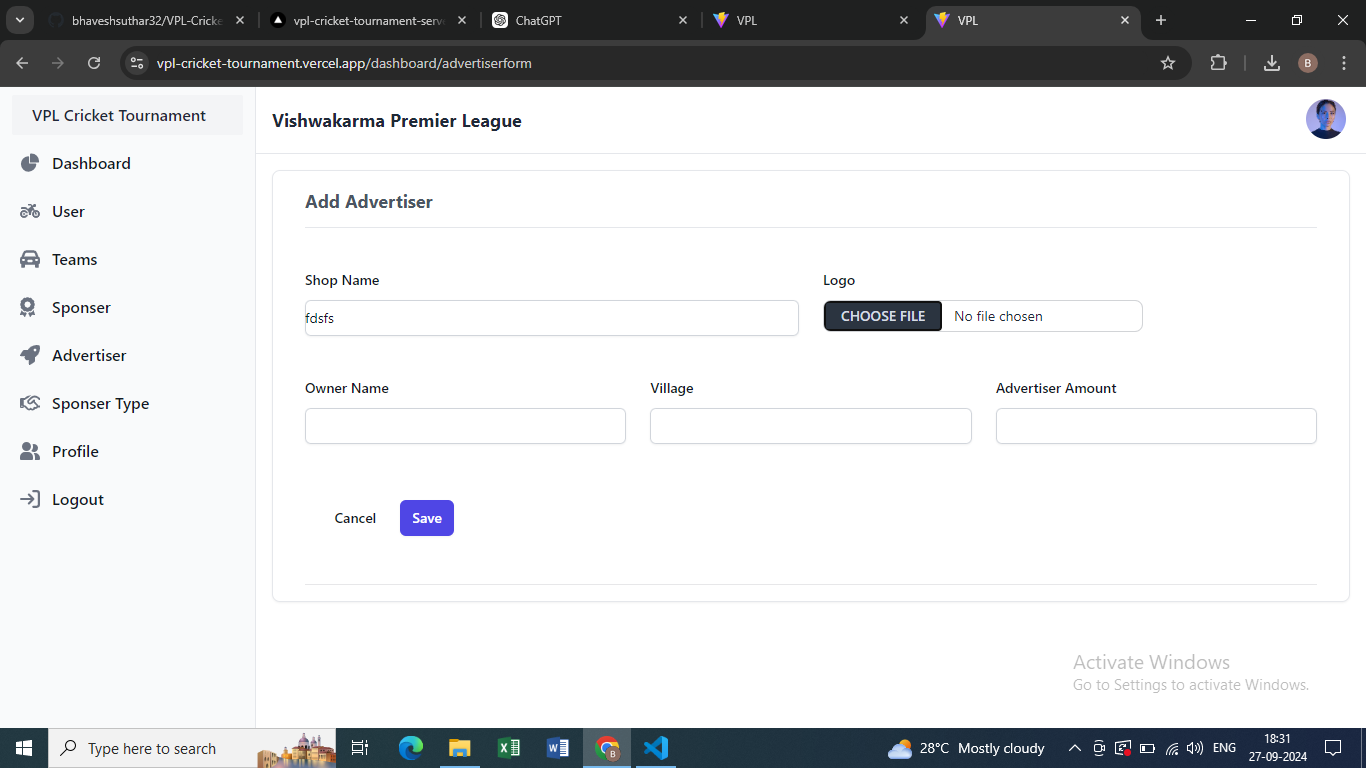 bhaveshsuthar32/VPL-Cricke
vpl-cricket-tournament-serv
ChatGPT
VPL
VPL
vpl-cricket-tournament.vercel.app/dashboard/advertiserform
B
VPL Cricket Tournament
Vishwakarma Premier League
Dashboard
User
Teams
Sponser
Advertiser
Sponser Type
Profile
Logout
Add Advertiser
Shop Name
Logo
fdsfs
CHOOSE FILE No file chosen
Owner Name
Village
Advertiser Amount
Cancel
Save
Activate Windows
Go to Settings to activate Windows.
Type here to search
28°C Mostly cloudy
ENG
18:31
27-09-2024